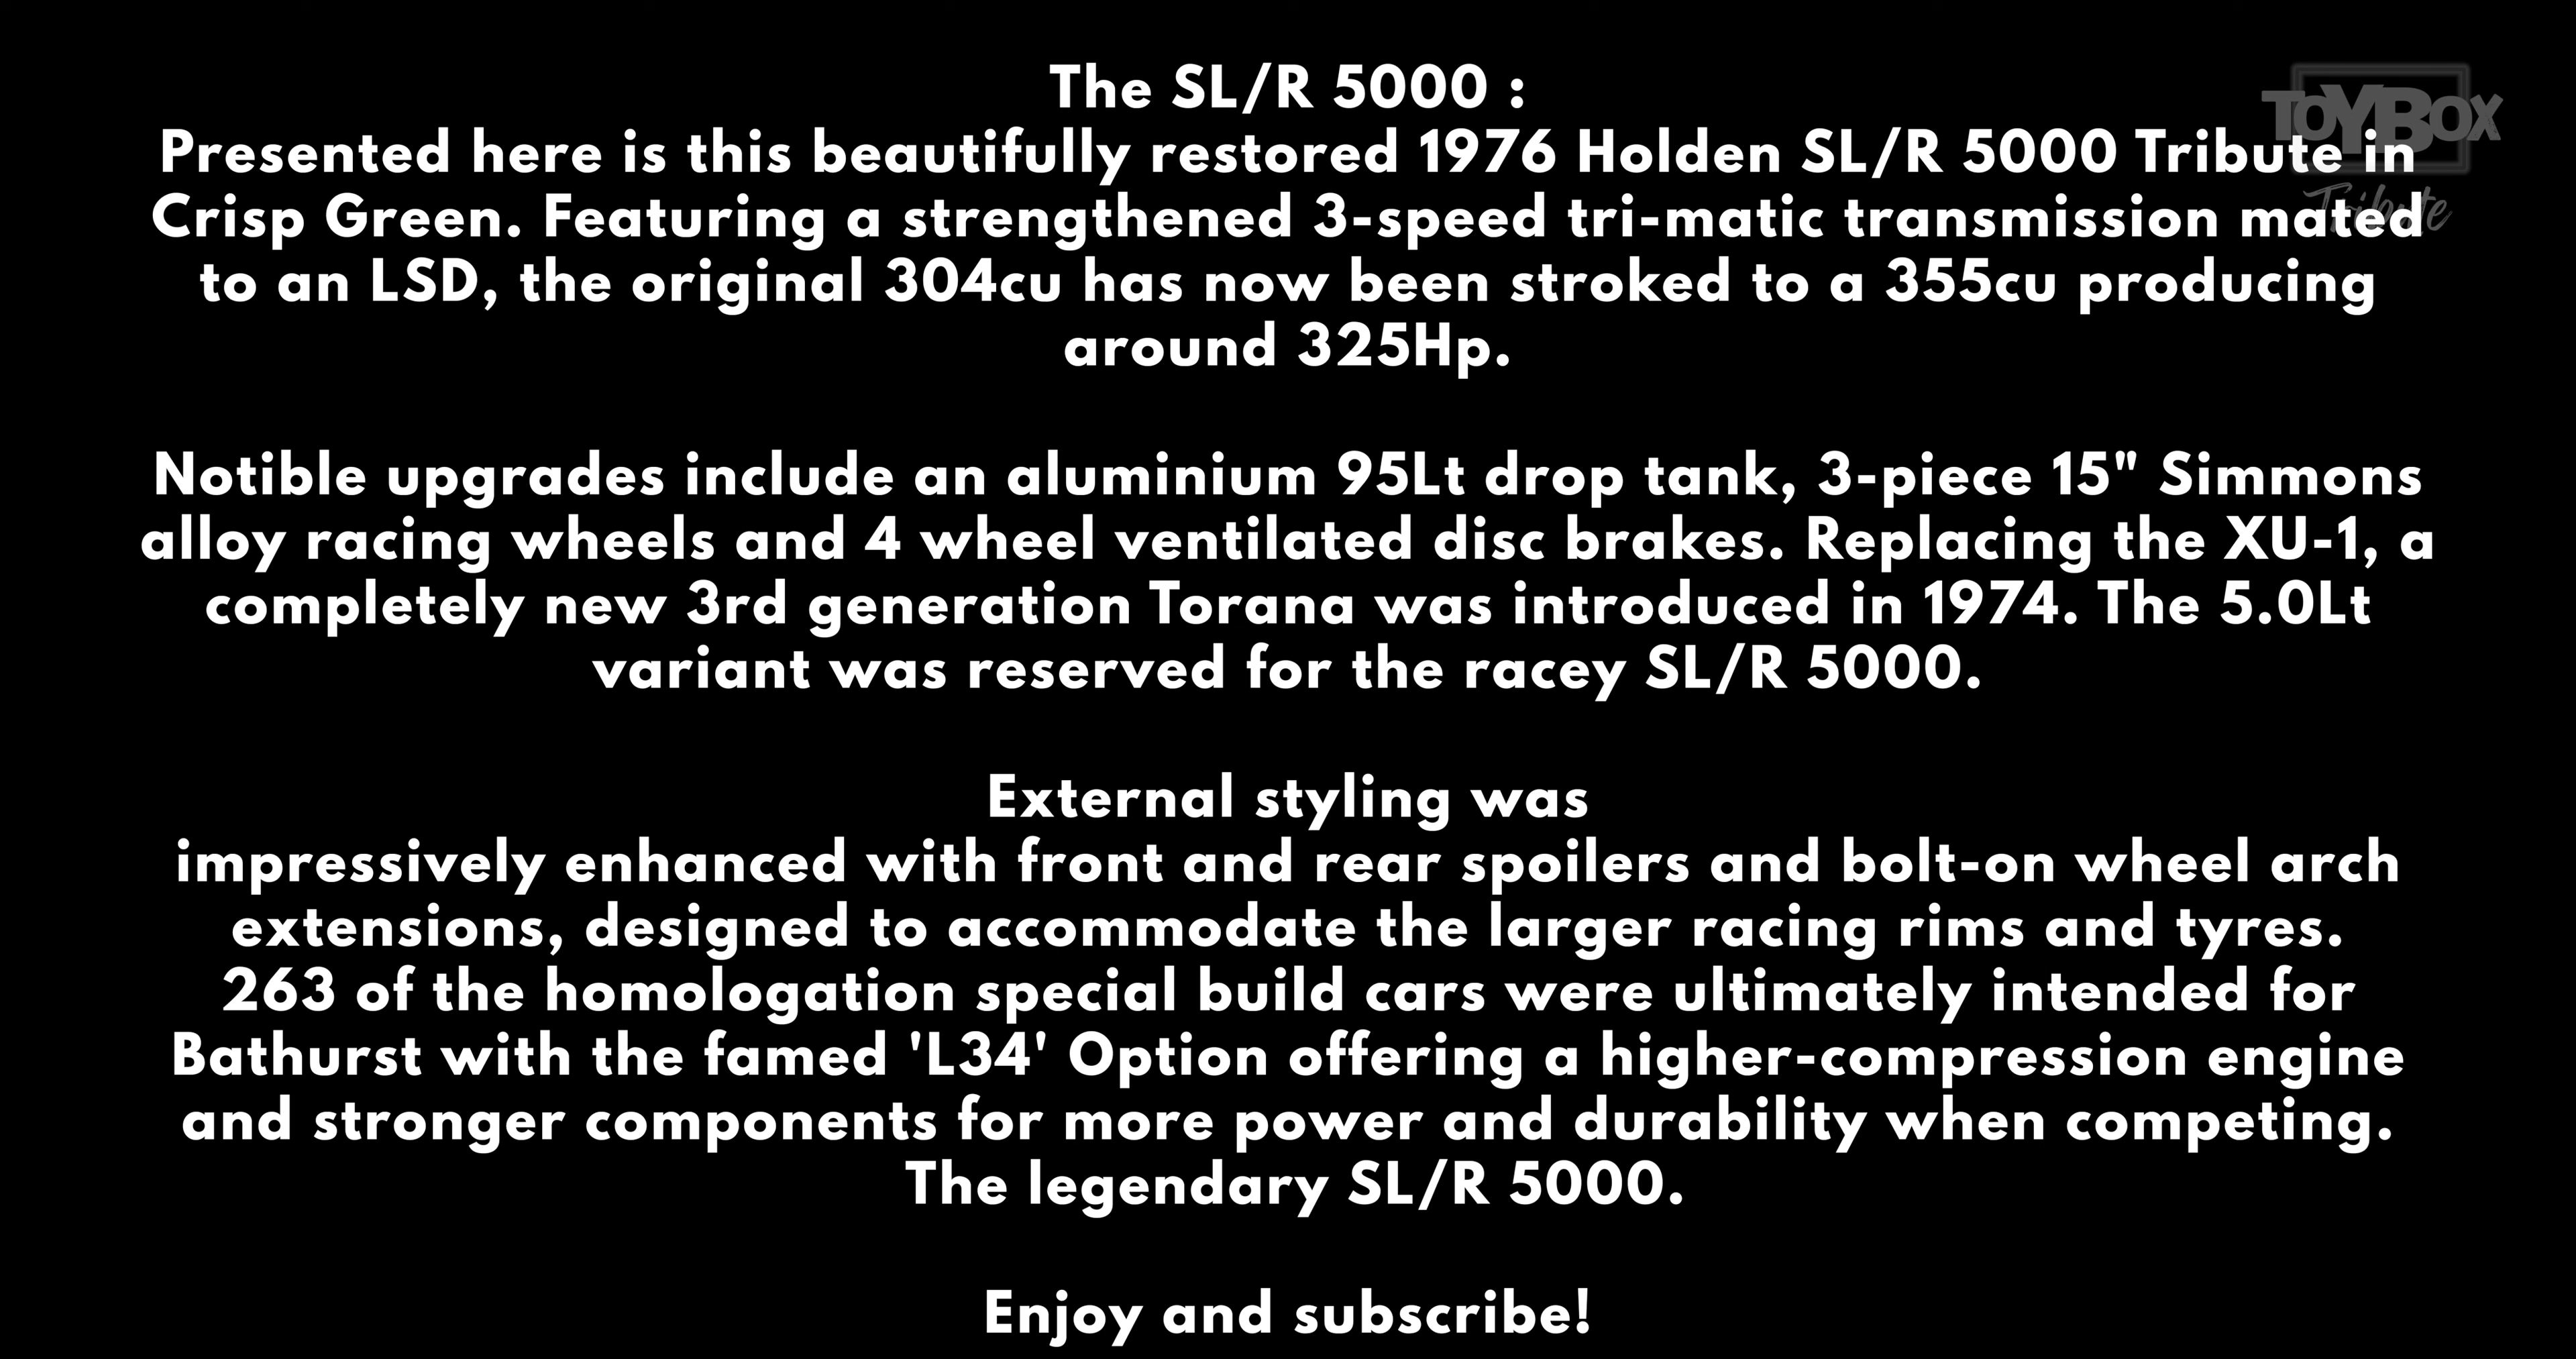 The SL/R 5000 :
Presented here is this beautifully restored 1976 Holden SL/R 5000 Tribute in
Crisp Green. Featuring a strengthened 3-speed tri-matic transmission mated
to an LSD, the original 304cu has now been stroked to a 355cu producing
around 325Hp.
Notible upgrades include an aluminium 95Lt drop tank, 3-piece 15" Simmons
alloy racing wheels and 4 wheel ventilated disc brakes. Replacing the XU-1, a
completely new 3rd generation Torana was introduced in 1974. The 5.0Lt
variant was reserved for the racey SL/R 5000.
External styling was
impressively enhanced with front and rear spoilers and bolt-on wheel arch
extensions, designed to accommodate the larger racing rims and tyres.
263 of the homologation special build cars were ultimately intended for
Bathurst with the famed 'L34' Option offering a higher-compression engine
and stronger components for more power and durability when competing.
The legendary SL/R 5000.
Enjoy and subscribe!
TOYBOX
Tribute